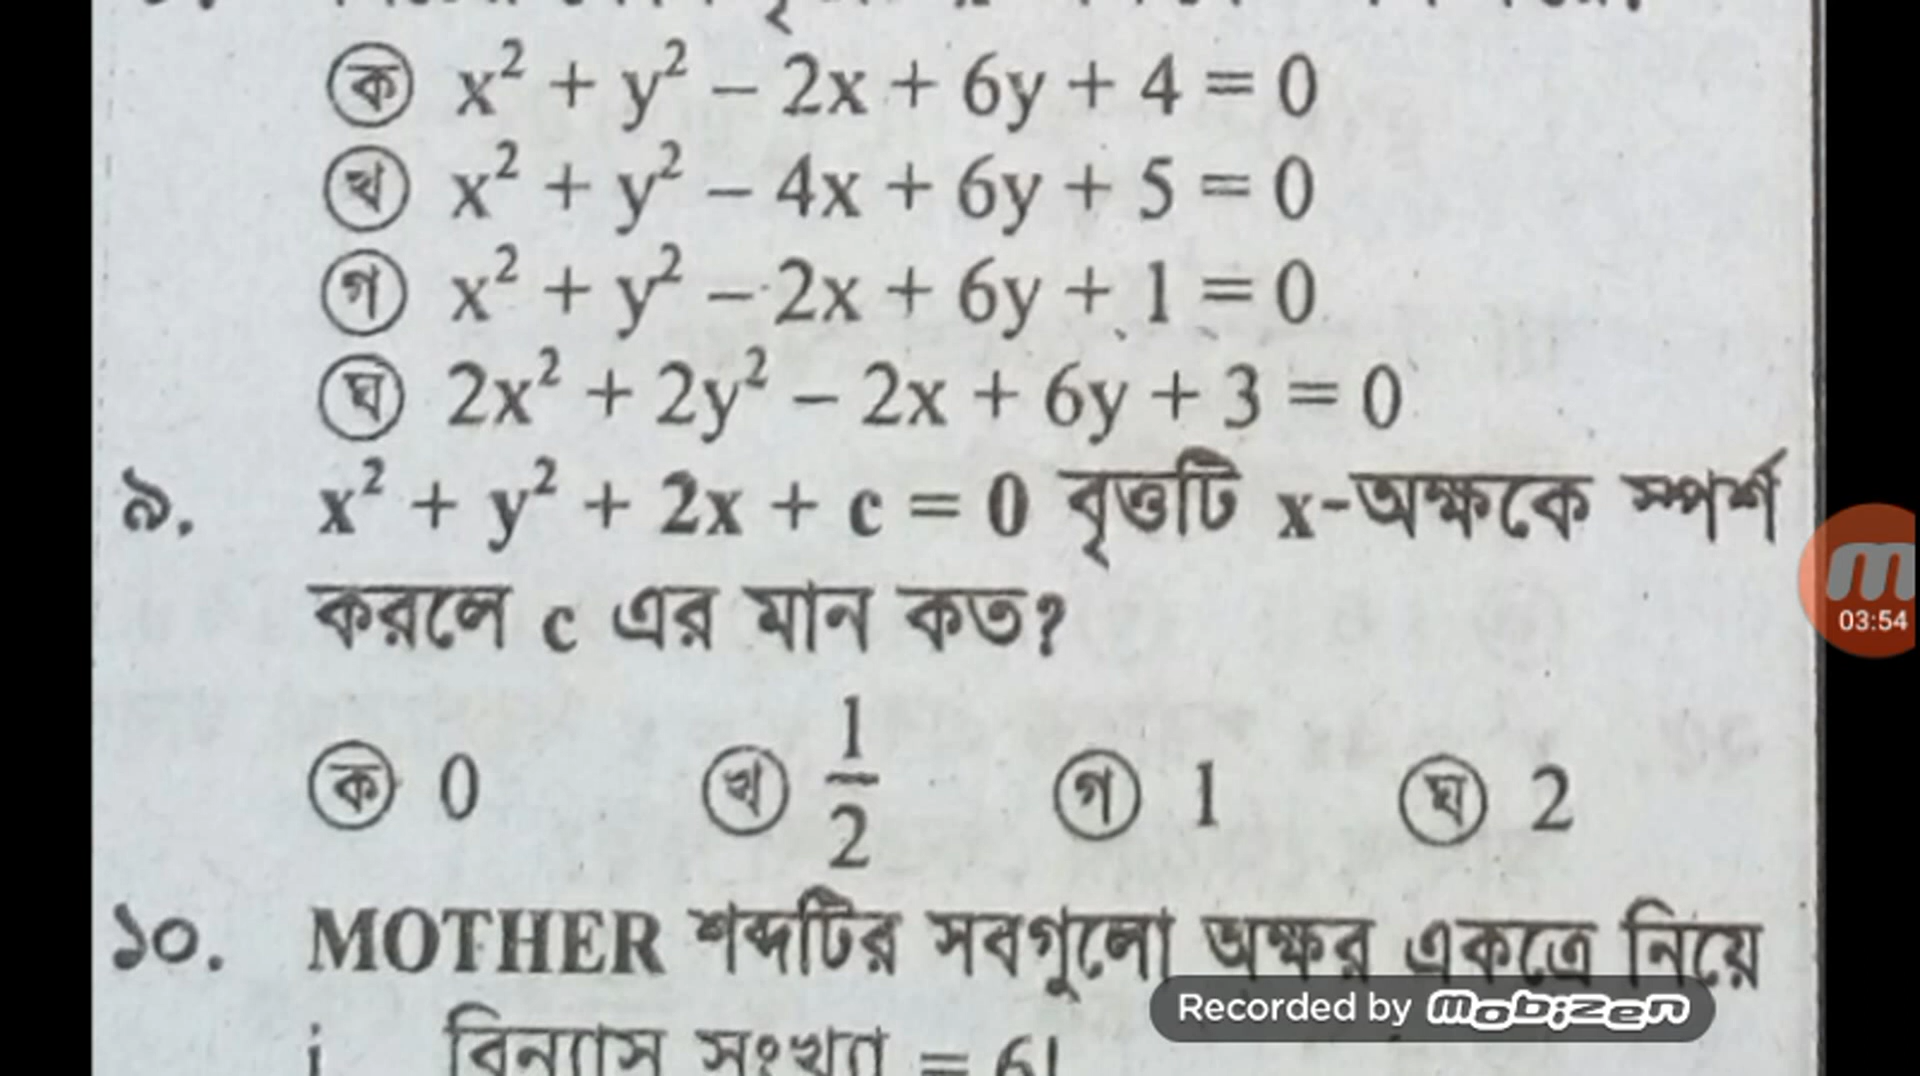 ক x² + y² – 2x + 6y + 4 = 0
খ x² + y² – 4x + 6y + 5 = 0
গ x² + y² – 2x + 6y + 1 = 0
ঘ 2x² + 2y² – 2x + 6y + 3 = 0
৯. x² + y² + 2x + c = 0 বৃত্তটি x-অক্ষকে স্পর্শ
করলে c এর মান কত?
ক 0 খ 1/2 গ 1 ঘ 2
১০. MOTHER শব্দটির সবগুলো অক্ষর একত্রে নিয়ে
i বিন্যাস সংখ্যা = 6!
03:54
Recorded by mobizen